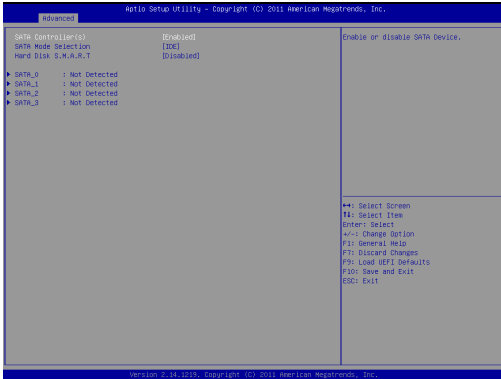 Aptio Setup Utility - Copyright (C) 2011 American Megatrends, Inc.
Advanced
SATA Controller(s) [Enabled]
SATA Mode Selection [IDE]
Hard Disk S.M.A.R.T [Disabled]
SATA_0 : Not Detected
SATA_1 : Not Detected
SATA_2 : Not Detected
SATA_3 : Not Detected
Enable or disable SATA Device.
↔: Select Screen
↑↓: Select Item
Enter: Select
+/-: Change Option
F1: General Help
F7: Discard Changes
F9: Load UEFI Defaults
F10: Save and Exit
ESC: Exit
Version 2.14.1219. Copyright (C) 2011 American Megatrends, Inc.